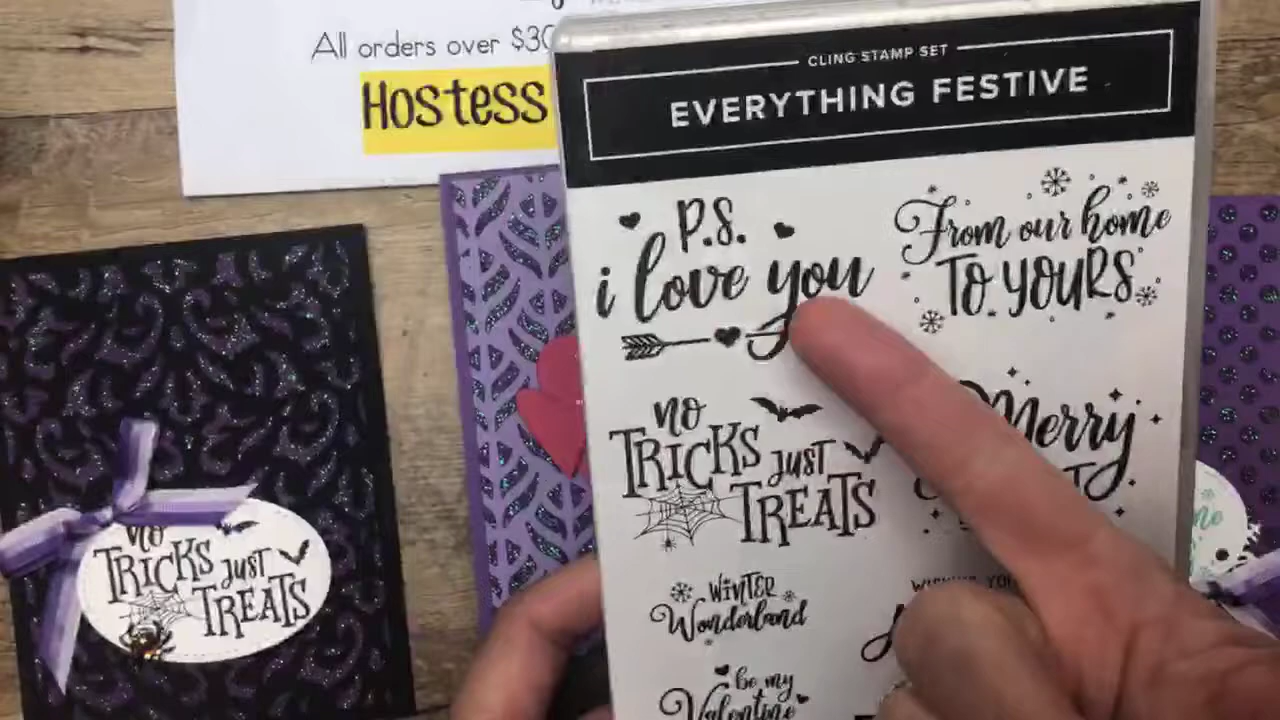 All orders over $30
Hostess
CLING STAMP SET
EVERYTHING FESTIVE
P.S.
i love you
From our home
TO YOURS
no
TRICKS JUST
TREATS
Merry
WINTER
Wonderland
be my
Valentine
no
TRICKS JUST
TREATS